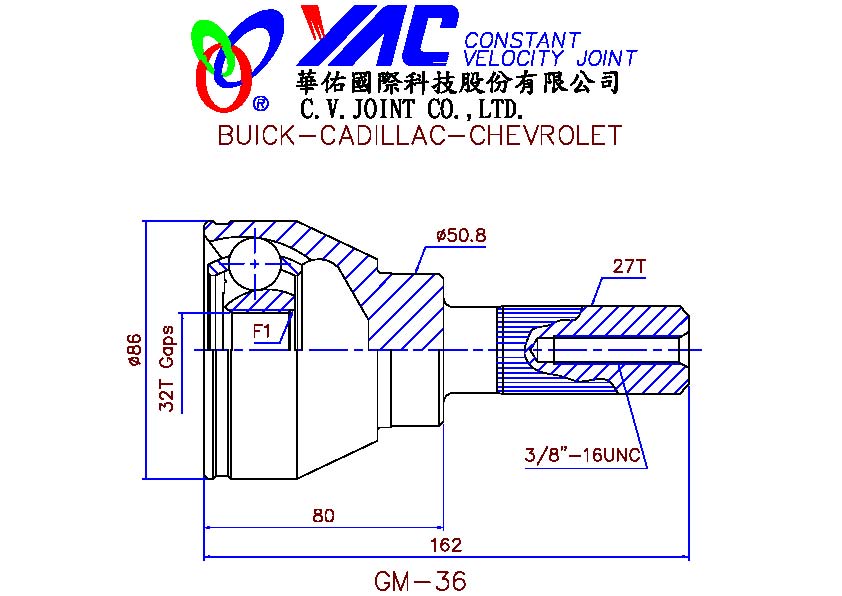 YAC CONSTANT
VELOCITY JOINT
®
華佑國際科技股份有限公司
C.V.JOINT CO.,LTD.
BUICK-CADILLAC-CHEVROLET
ø50.8
27T
F1
ø86
32T Gaps
3/8"-16UNC
80
162
GM-36